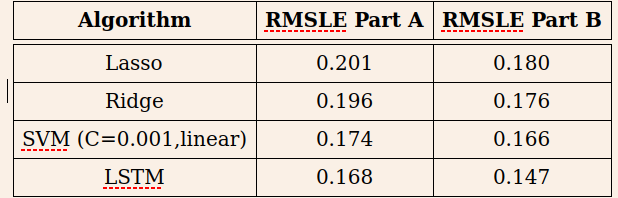 Algorithm RMSLE Part A RMSLE Part B
Lasso 0.201 0.180
Ridge 0.196 0.176
SVM (C=0.001,linear) 0.174 0.166
LSTM 0.168 0.147